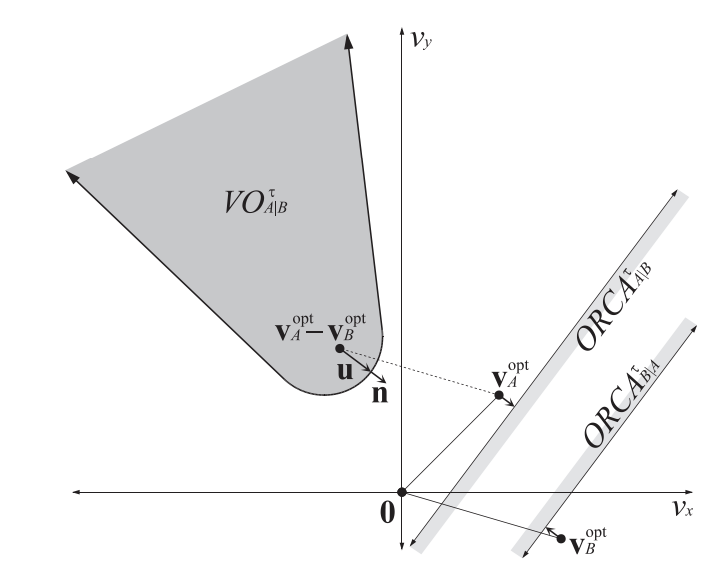 v_y
VO^τ_{A|B}
ORCA^τ_{A|B}
v_A^opt − v_B^opt
u
n
v_A^opt
ORCA^τ_{B|A}
0
v_x
v_B^opt